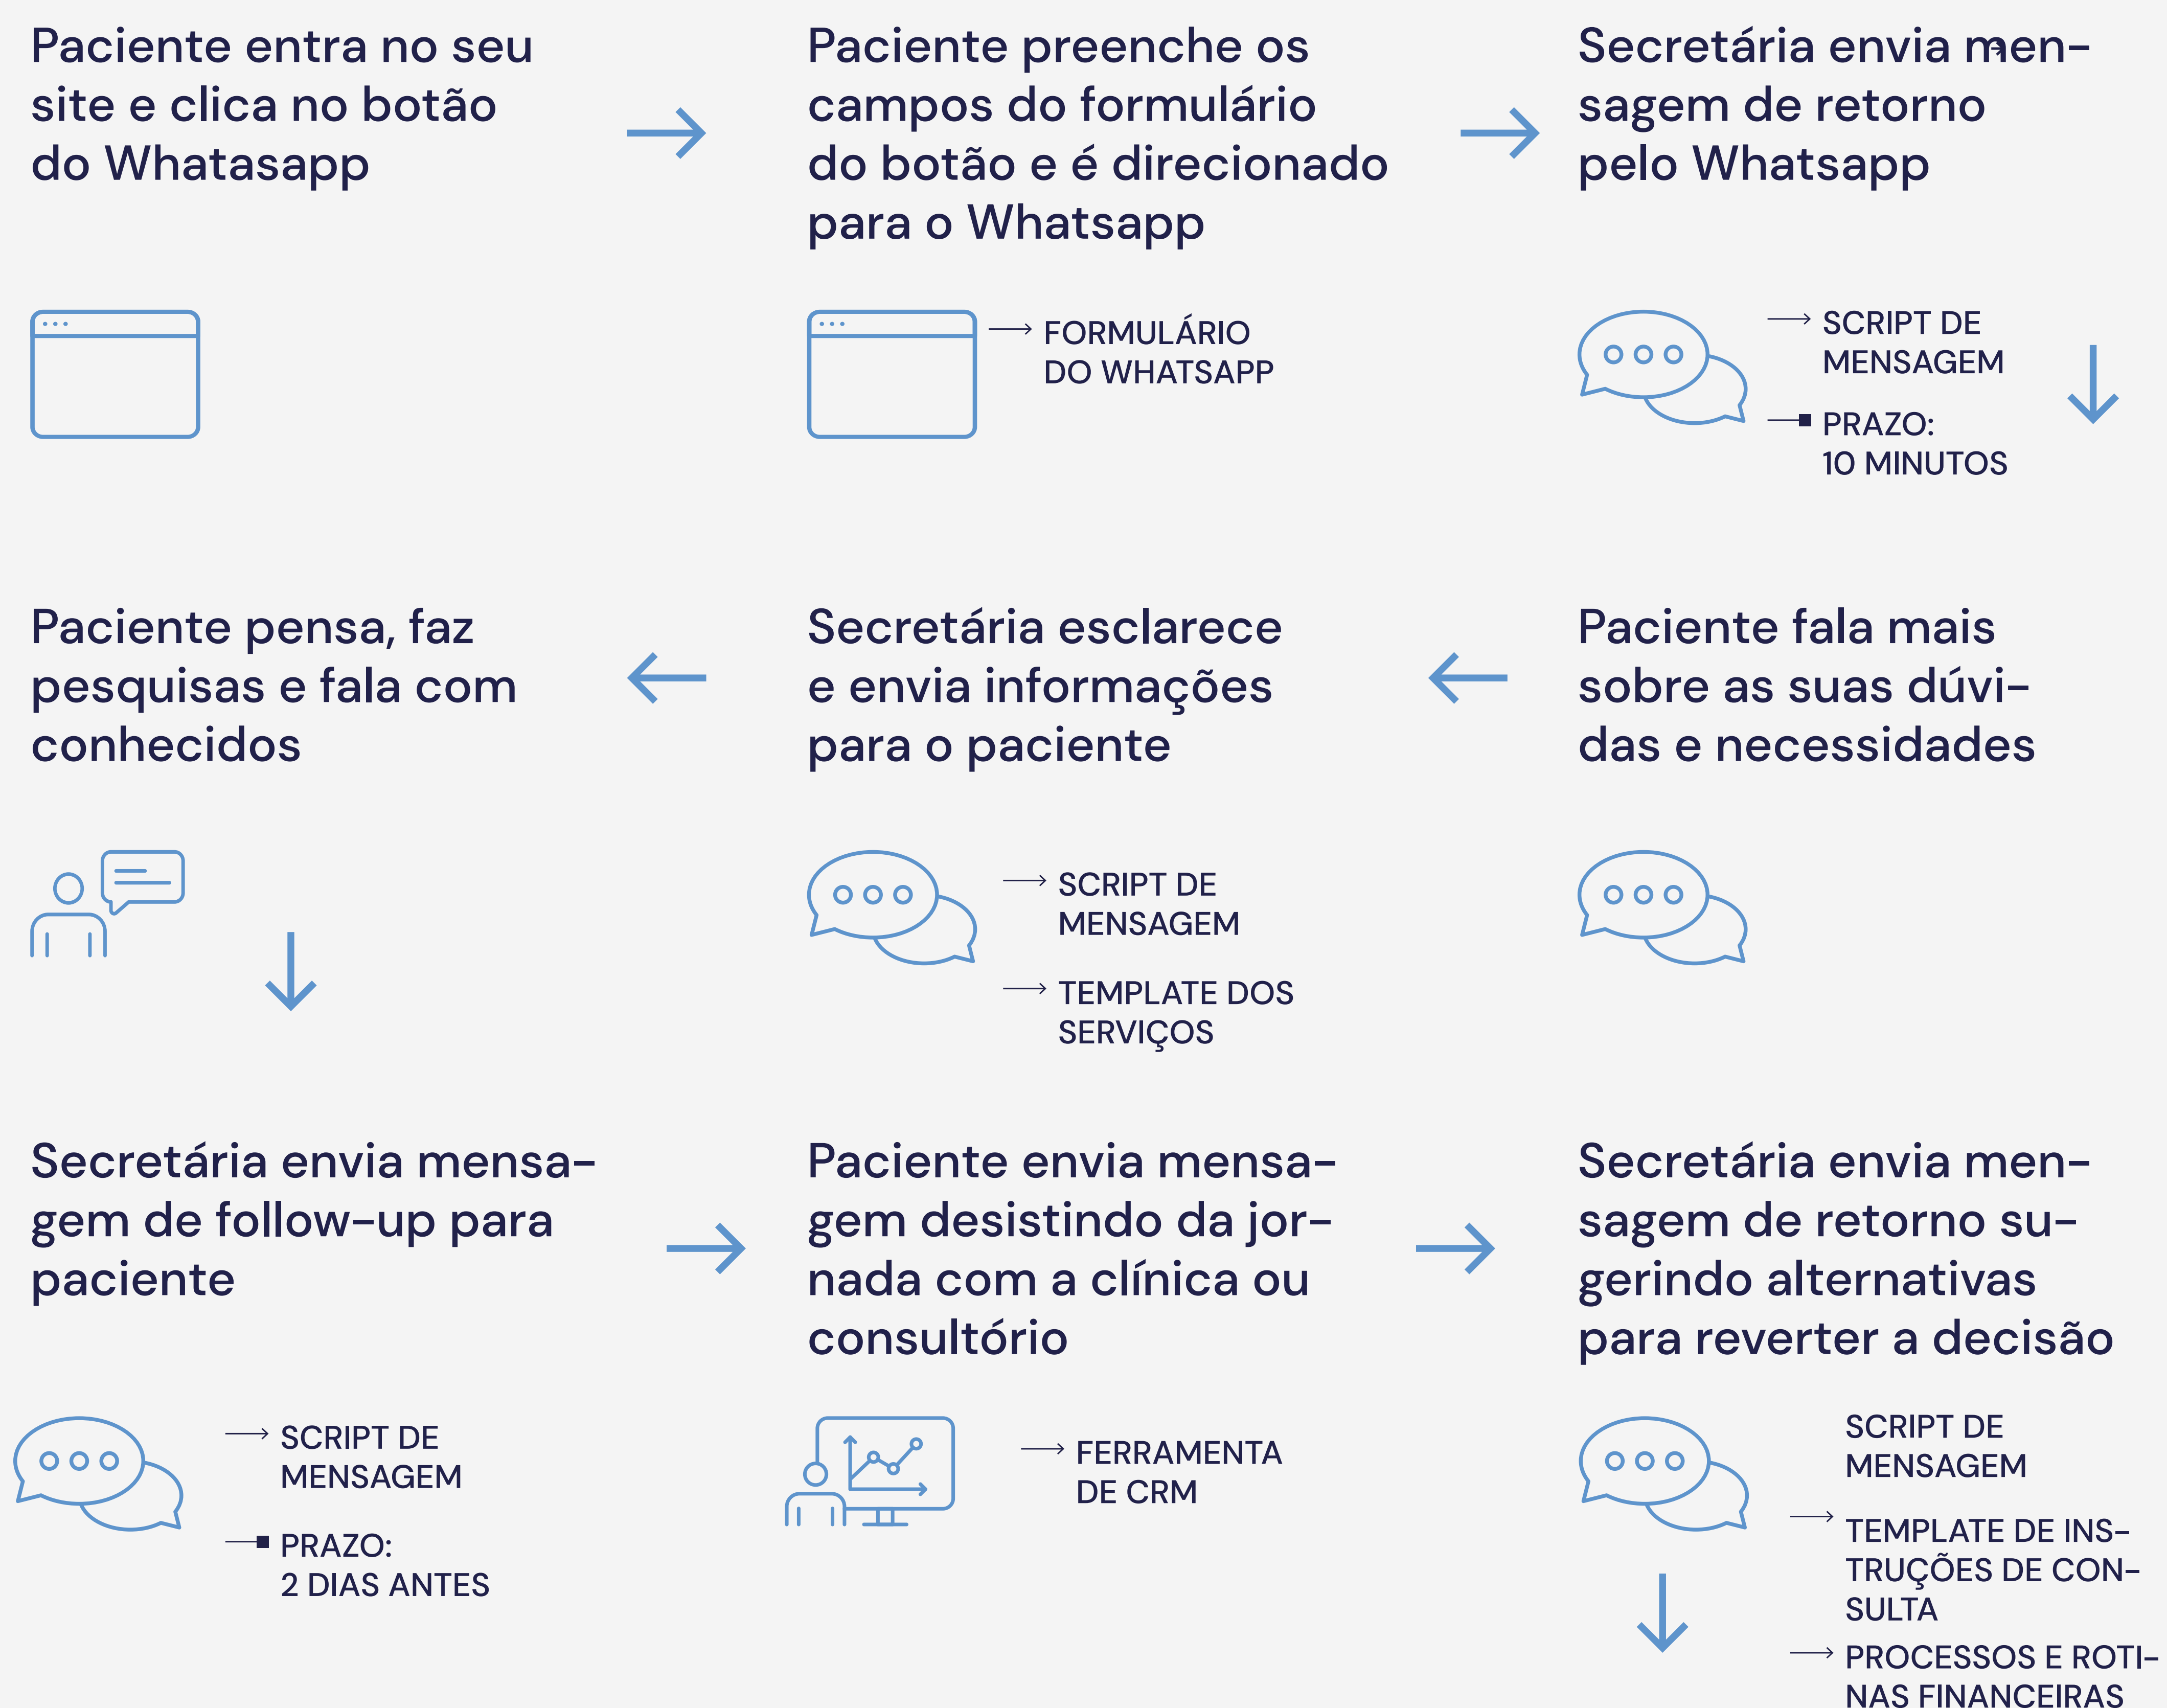 Paciente entra no seu
site e clica no botão
do Whatasapp
Paciente preenche os
campos do formulário
do botão e é direcionado
para o Whatsapp
FORMULÁRIO
DO WHATSAPP
Secretária envia men-
sagem de retorno
pelo Whatsapp
SCRIPT DE
MENSAGEM
PRAZO:
10 MINUTOS
Paciente fala mais
sobre as suas dúvi-
das e necessidades
Secretária esclarece
e envia informações
para o paciente
SCRIPT DE
MENSAGEM
TEMPLATE DOS
SERVIÇOS
Paciente pensa, faz
pesquisas e fala com
conhecidos
Secretária envia mensa-
gem de follow-up para
paciente
SCRIPT DE
MENSAGEM
PRAZO:
2 DIAS ANTES
Paciente envia mensa-
gem desistindo da jor-
nada com a clínica ou
consultório
FERRAMENTA
DE CRM
Secretária envia men-
sagem de retorno su-
gerindo alternativas
para reverter a decisão
SCRIPT DE
MENSAGEM
TEMPLATE DE INS-
TRUÇÕES DE CON-
SULTA
PROCESSOS E ROTI-
NAS FINANCEIRAS